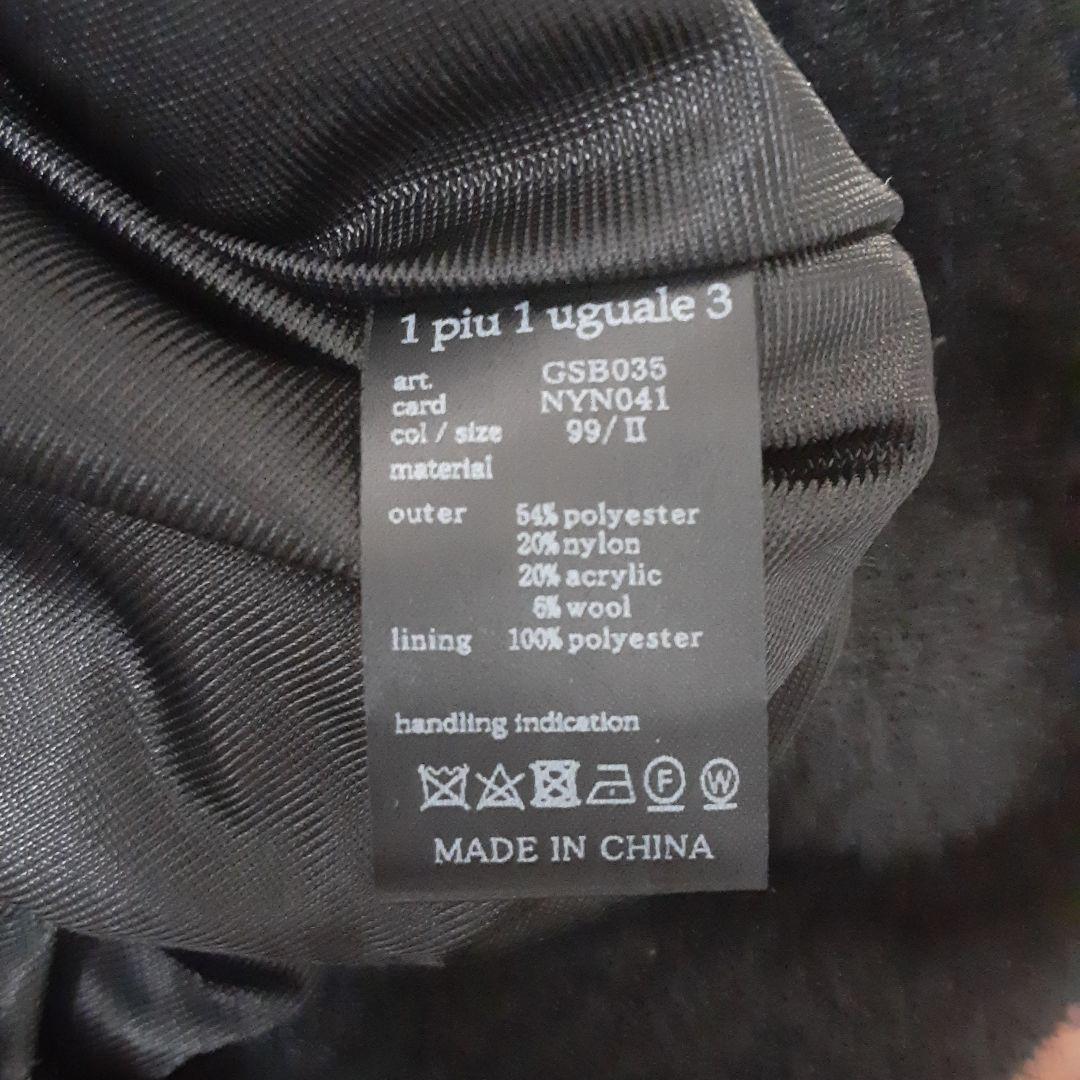 1 piu 1 uguale 3
art. GSB035
card NYN041
col / size 99/ II
material
outer 54% polyester
20% nylon
20% acrylic
6% wool
lining 100% polyester
handling indication
F W
MADE IN CHINA